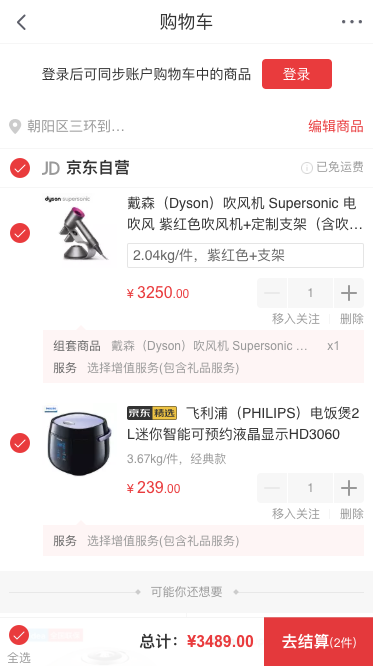 购物车
登录后可同步账户购物车中的商品
登录
朝阳区三环到...
编辑商品
JD 京东自营
已免运费
dyson supersonic
戴森（Dyson）吹风机 Supersonic 电
吹风 紫红色吹风机+定制支架（含吹...
2.04kg/件，紫红色+支架
¥ 3250.00
1
移入关注
删除
组套商品 戴森（Dyson）吹风机 Supersonic ... x1
服务 选择增值服务(包含礼品服务)
PHILIPS
京东精选 飞利浦（PHILIPS）电饭煲2
L迷你智能可预约液晶显示HD3060
3.67kg/件，经典款
¥ 239.00
1
移入关注
删除
服务 选择增值服务(包含礼品服务)
可能你还想要
全选
总计：¥3489.00
去结算(2件)